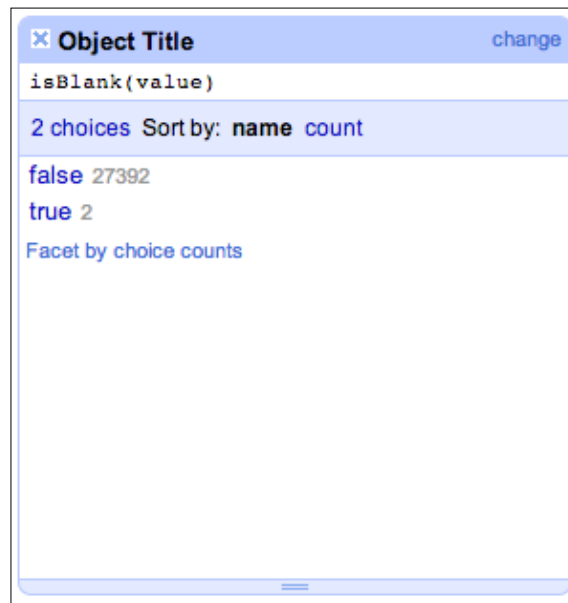 Object Title change
isBlank(value)
2 choices Sort by: name count
false 27392
true 2
Facet by choice counts